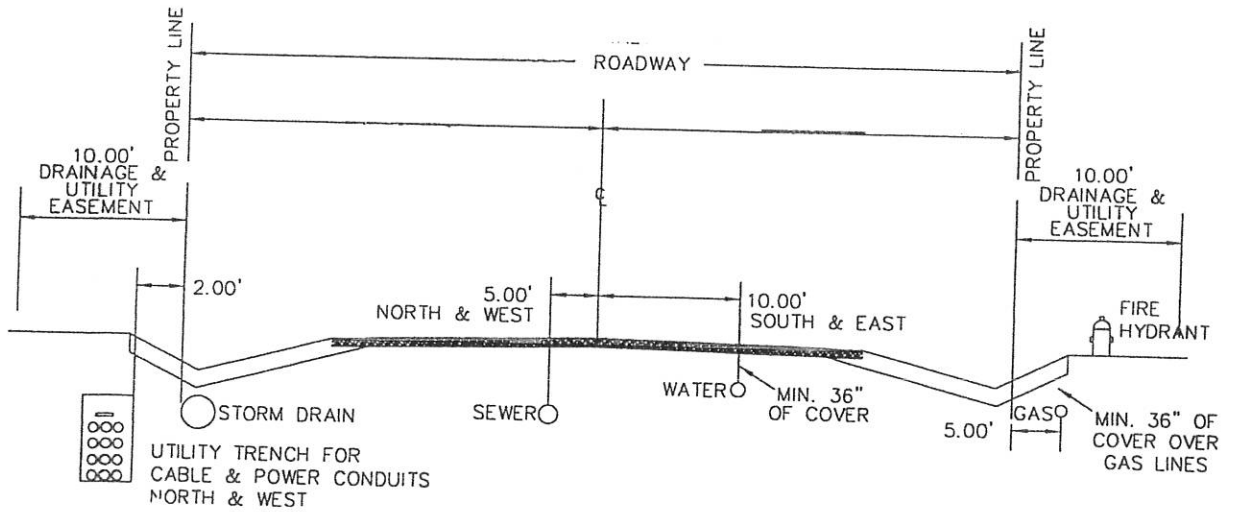 PROPERTY LINE
ROADWAY
PROPERTY LINE
10.00'
DRAINAGE &
UTILITY
EASEMENT
10.00'
DRAINAGE &
UTILITY
EASEMENT
℄
2.00'
5.00'
NORTH & WEST
10.00'
SOUTH & EAST
FIRE
HYDRANT
STORM DRAIN
SEWER
WATER
MIN. 36"
OF COVER
GAS
5.00'
MIN. 36" OF
COVER OVER
GAS LINES
UTILITY TRENCH FOR
CABLE & POWER CONDUITS
NORTH & WEST